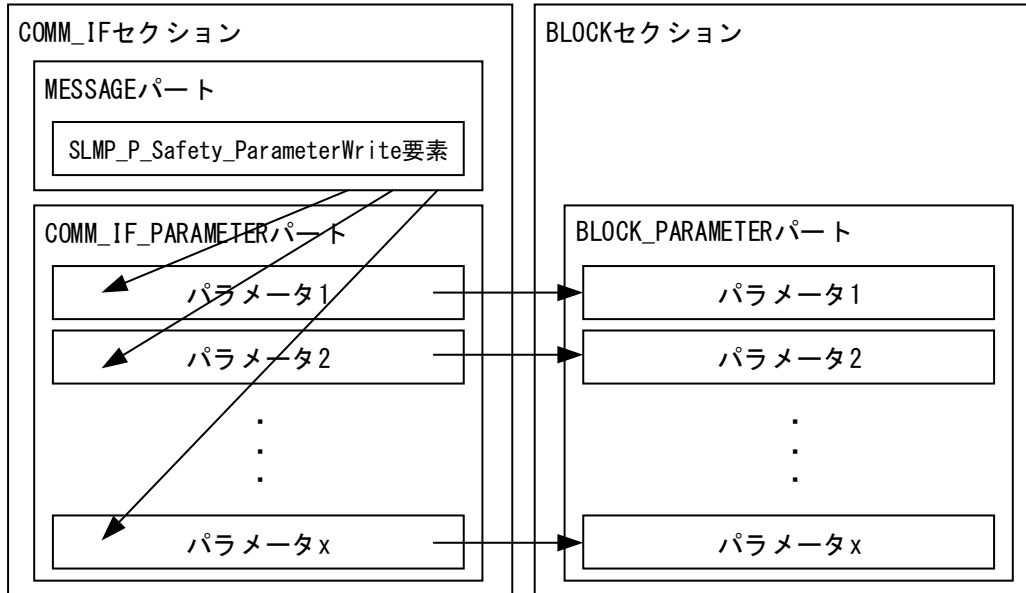 COMM_IFセクション
MESSAGEパート
SLMP_P_Safety_ParameterWrite要素
COMM_IF_PARAMETERパート
パラメータ1
パラメータ2
・
・
・
パラメータx
BLOCKセクション
BLOCK_PARAMETERパート
パラメータ1
パラメータ2
・
・
・
パラメータx